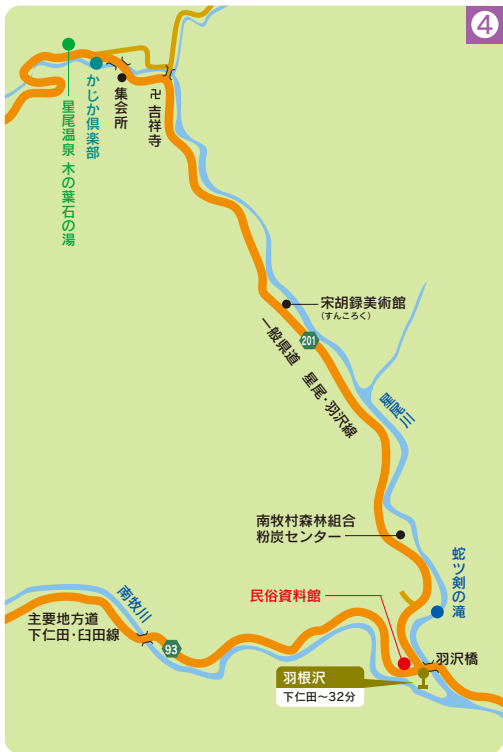 4
星尾温泉 木の葉石の湯
かじか倶楽部
集会所
卍 吉祥寺
宋胡録美術館
(すんころく)
201
一般県道 星尾・羽沢線
星尾川
南牧村森林組合
粉炭センター
蛇ツ剣の滝
民俗資料館
南牧川
主要地方道
下仁田・臼田線
93
羽沢橋
羽根沢
下仁田〜32分